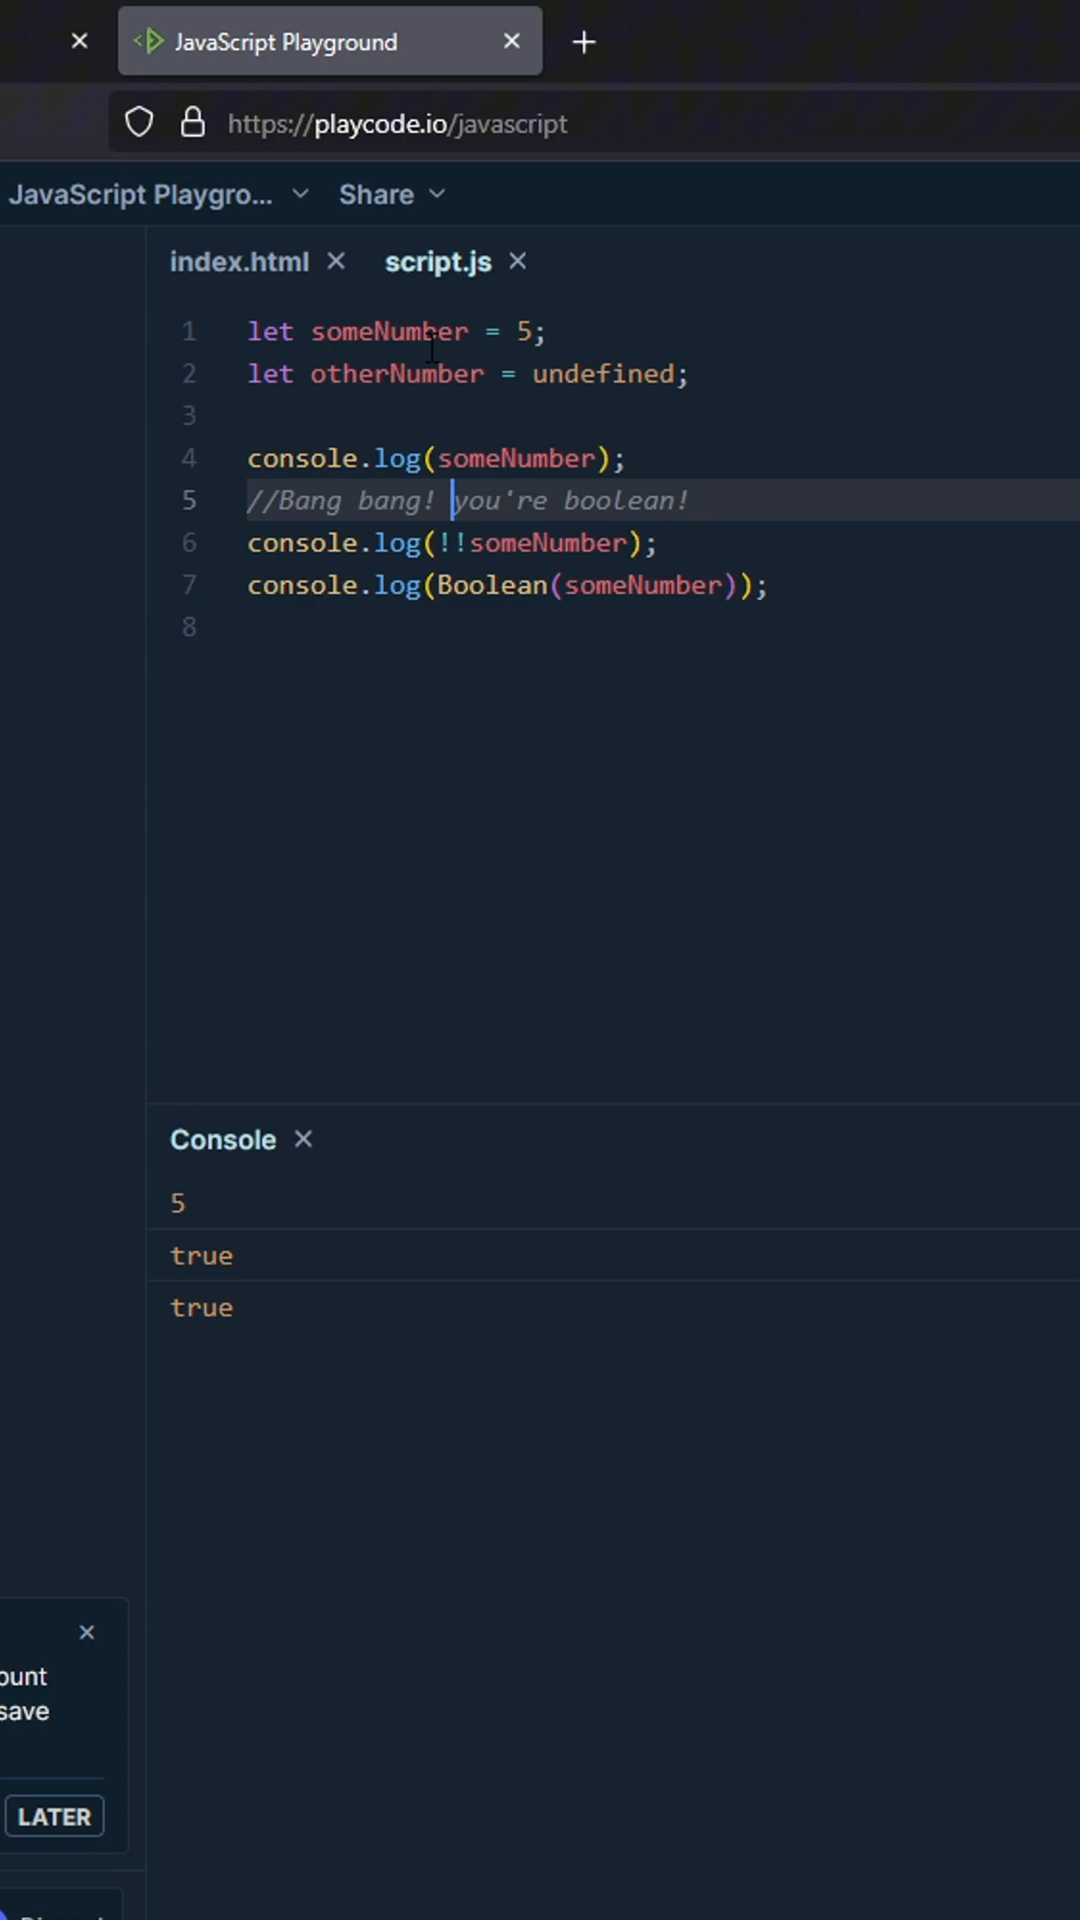 JavaScript Playground
https://playcode.io/javascript
JavaScript Playgro... Share
index.html script.js
1 let someNumber = 5;
2 let otherNumber = undefined;
3
4 console.log(someNumber);
5 //Bang bang! you're boolean!
6 console.log(!!someNumber);
7 console.log(Boolean(someNumber));
8
Console
5
true
true
ount
save
LATER